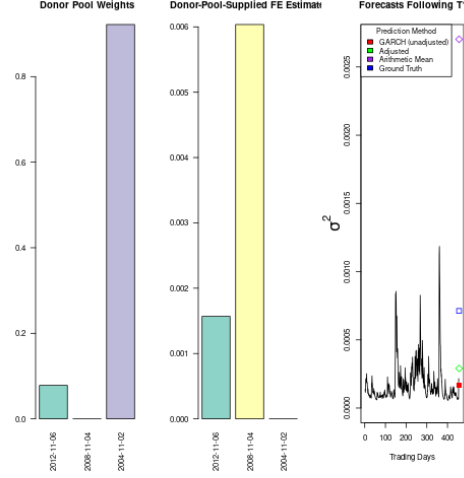 Donor Pool Weights
0.0
0.2
0.4
0.6
0.8
2012-11-06
2008-11-04
2004-11-02
Donor-Pool-Supplied FE Estimat
0.000
0.001
0.002
0.003
0.004
0.005
0.006
2012-11-06
2008-11-04
2004-11-02
Forecasts Following T
Prediction Method
GARCH (unadjusted)
Adjusted
Arithmetic Mean
Ground Truth
σ2
0.0000
0.0005
0.0010
0.0015
0.0020
0.0025
0 100 200 300 400
Trading Days